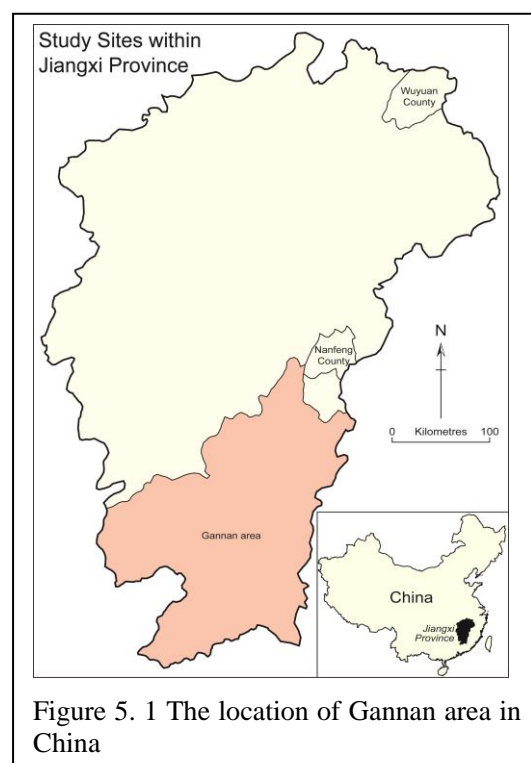 Study Sites within
Jiangxi Province
Wuyuan
County
Nanfeng
County
N
0 Kilometres 100
Gannan area
China
Jiangxi
Province
Figure 5. 1 The location of Gannan area in
China